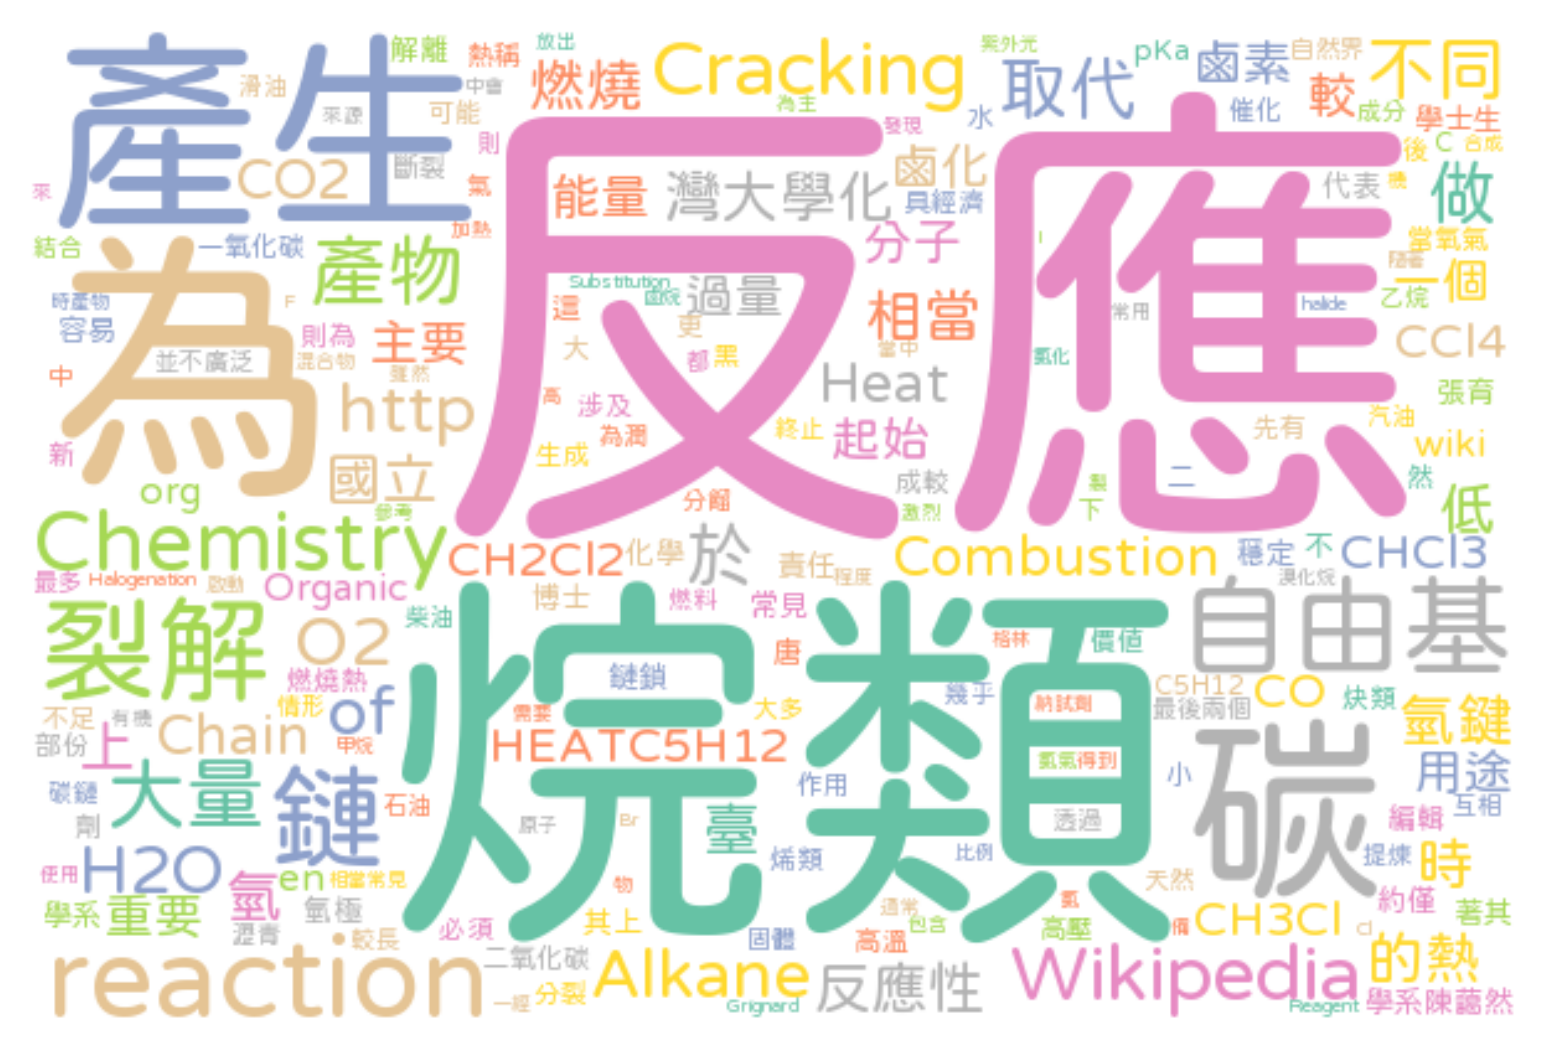 產生
解離
熱稱
放出
燃燒
Cracking
紫外光
取代
pKa
鹵素
自然界
不同
滑油
中會
可能
來源
為主
水
催化
較
成分
學士生
反應
發現
CO2
斷裂
則
氣
來
能量
灣大學化
鹵化
具經濟
代表
後
C
合成
做
加熱
結合
一氧化碳
產物
分子
當氧氣
隨著
一個
為
時產物
F
容易
則為
主要
Substitution
鹵烷
過量
這
相當
halide
乙烷
常用
CCl4
並不廣泛
混合物
雖然
更
大
都
黑
當中
氫化
中
http
高
涉及
Heat
張育
新
為潤
生成
終止
起始
先有
汽油
wiki
國立
org
成較
二
然
分餾
激烈
下
低
參考
Chemistry
CH2Cl2
化學
於
責任
程度
Combustion
穩定
不
CHCl3
溴化烷
最多
Halogenation
啟動
Organic
博士
燃料
常見
自由基
裂解
O2
柴油
烷類
唐
格林
價值
燃燒熱
情形
鏈鎖
幾乎
納試劑
C5H12
CO
炔類
不足
有機
of
需要
大多
最後兩個
氫鍵
部份
上
Chain
甲烷
HEATC5H12
氫氣
得到
碳
小
用途
碳鏈
大量
鏈
石油
作用
互相
劑
原子
Br
臺
透過
編輯
H2O
en
烯類
比例
提煉
時
使用
相當常見
氫
物
天然
約僅
學系
重要
氫極
瀝青
必須
其上
通常
包含
高壓
CH3Cl
cl
著其
較長
固體
高溫
的熱
reaction
二氧化碳
Alkane
反應性
Wikipedia
一經
分裂
Grignard
Reagent
學系陳藹然